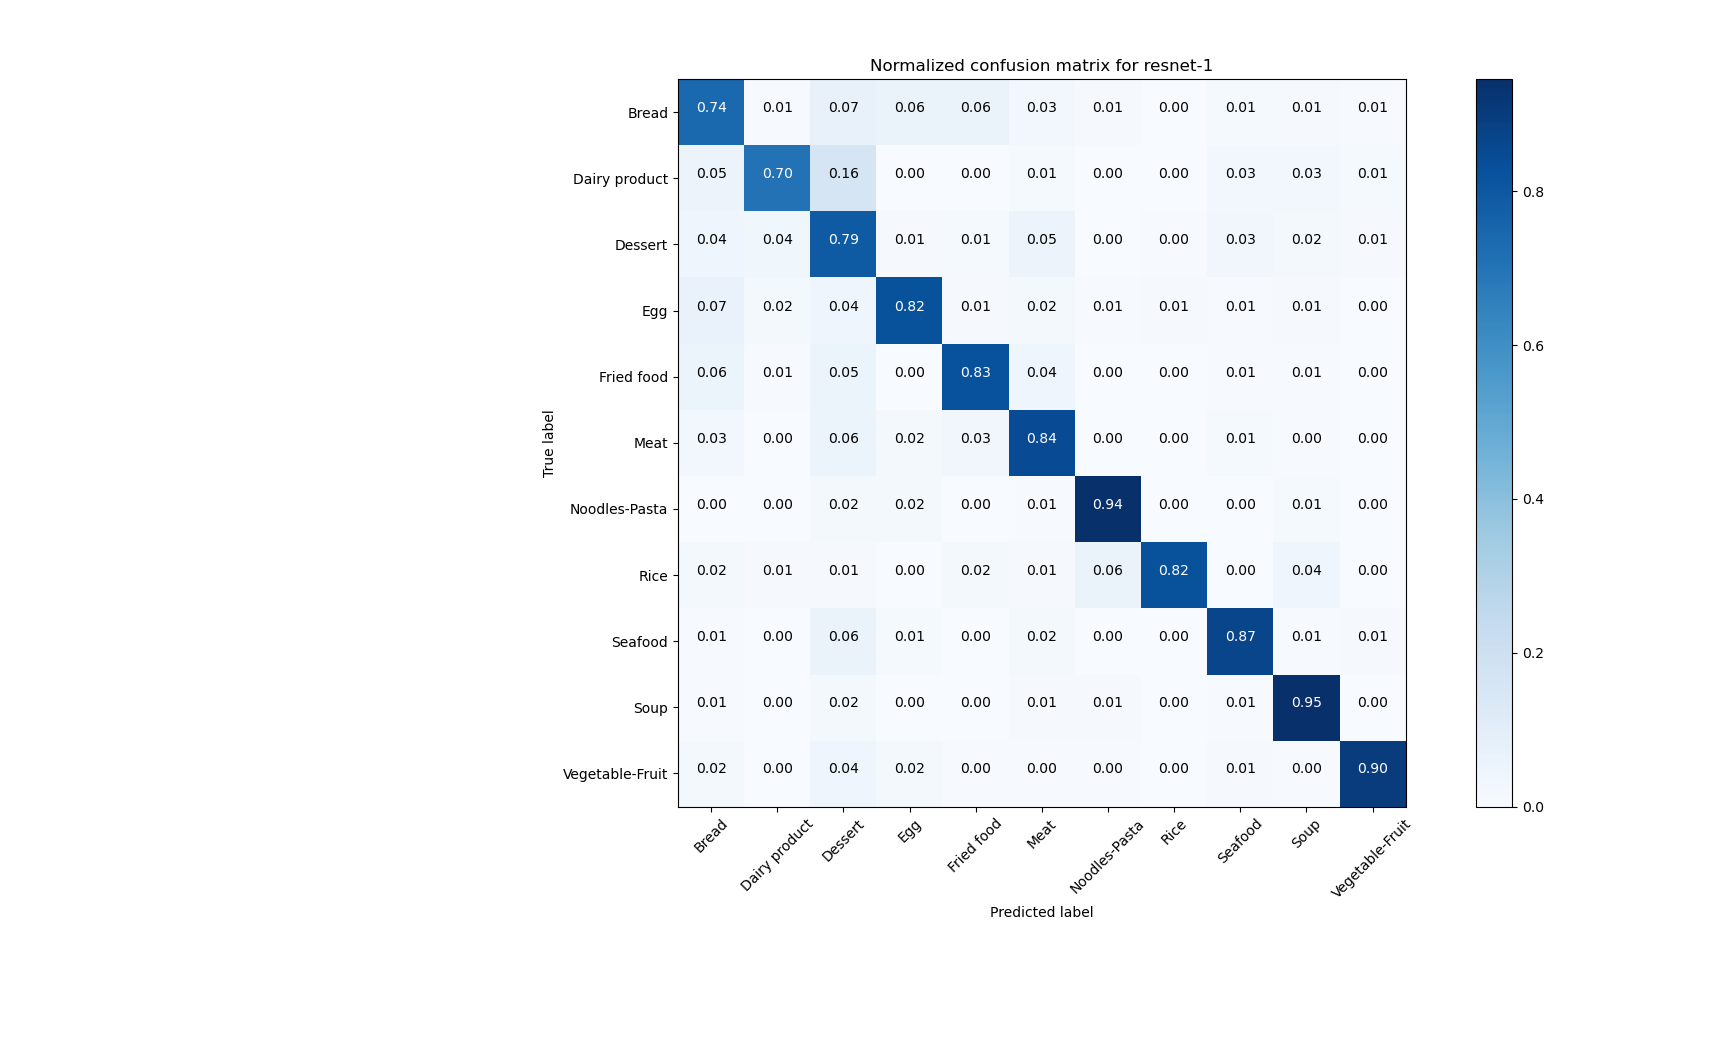 Normalized confusion matrix for resnet-1
Bread 0.74 0.01 0.07 0.06 0.06 0.03 0.01 0.00 0.01 0.01 0.01
Dairy product 0.05 0.70 0.16 0.00 0.00 0.01 0.00 0.00 0.03 0.03 0.01
Dessert 0.04 0.04 0.79 0.01 0.01 0.05 0.00 0.00 0.03 0.02 0.01
Egg 0.07 0.02 0.04 0.82 0.01 0.02 0.01 0.01 0.01 0.01 0.00
Fried food 0.06 0.01 0.05 0.00 0.83 0.04 0.00 0.00 0.01 0.01 0.00
Meat 0.03 0.00 0.06 0.02 0.03 0.84 0.00 0.00 0.01 0.00 0.00
Noodles-Pasta 0.00 0.00 0.02 0.02 0.00 0.01 0.94 0.00 0.00 0.01 0.00
Rice 0.02 0.01 0.01 0.00 0.02 0.01 0.06 0.82 0.00 0.04 0.00
Seafood 0.01 0.00 0.06 0.01 0.00 0.02 0.00 0.00 0.87 0.01 0.01
Soup 0.01 0.00 0.02 0.00 0.00 0.01 0.01 0.00 0.01 0.95 0.00
Vegetable-Fruit 0.02 0.00 0.04 0.02 0.00 0.00 0.00 0.00 0.01 0.00 0.90
True label
Bread Dairy product Dessert Egg Fried food Meat Noodles-Pasta Rice Seafood Soup Vegetable-Fruit
Predicted label
0.8
0.6
0.4
0.2
0.0